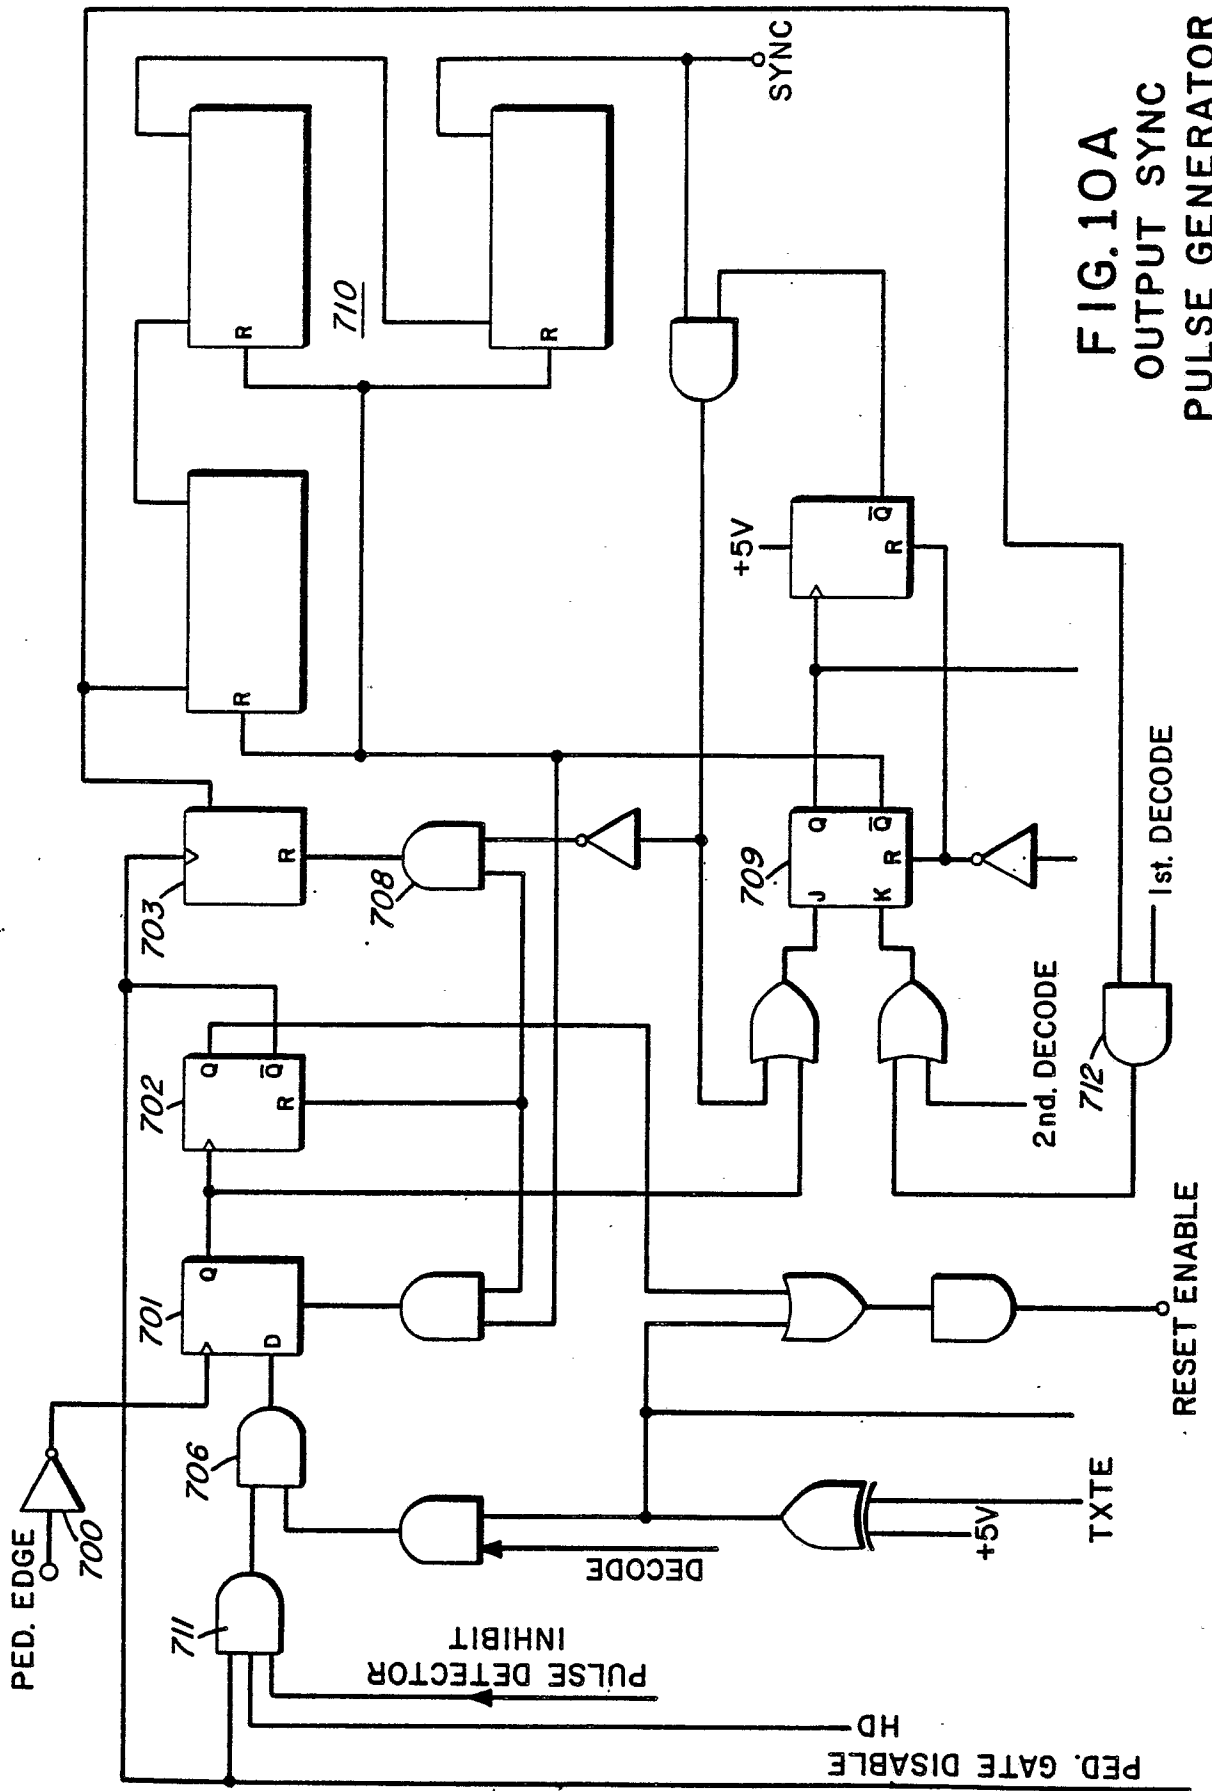 PED. EDGE
700
711
706
701
Q
D
702
Q
Q̅
R
703
R
708
R
R
710
R
SYNC
PULSE DETECTOR
INHIBIT
HD
PED. GATE DISABLE
DECODE
+5V
TXTE
RESET ENABLE
2nd. DECODE
712
1st. DECODE
709
J
K
Q
Q̅
R
+5V
Q̅
R
FIG. 10A
OUTPUT SYNC
PULSE GENERATOR